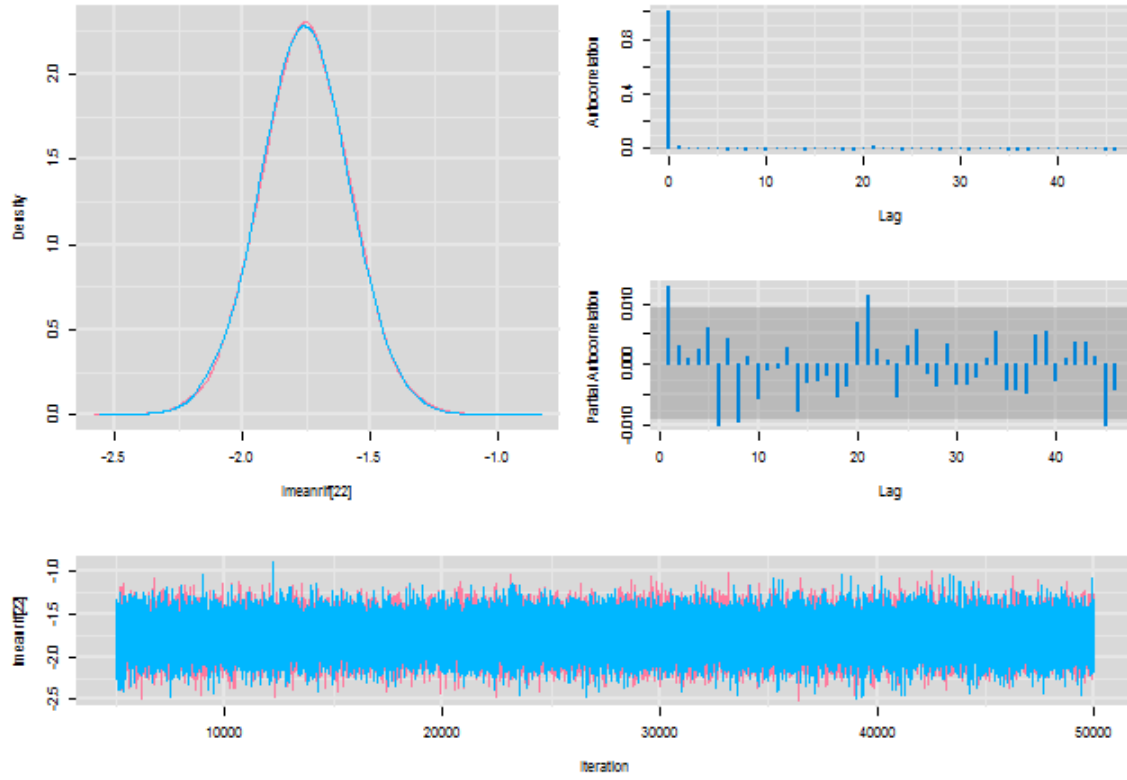 Density
2.0
1.5
1.0
0.5
0.0
-2.5 -2.0 -1.5 -1.0
lmeanrif[22]
Autocorrelation
0.8
0.4
0.0
0 10 20 30 40
Lag
Partial Autocorrelation
0.010
0.000
-0.010
0 10 20 30 40
Lag
lmeanrif[22]
-1.0
-1.5
-2.0
-2.5
10000 20000 30000 40000 50000
Iteration